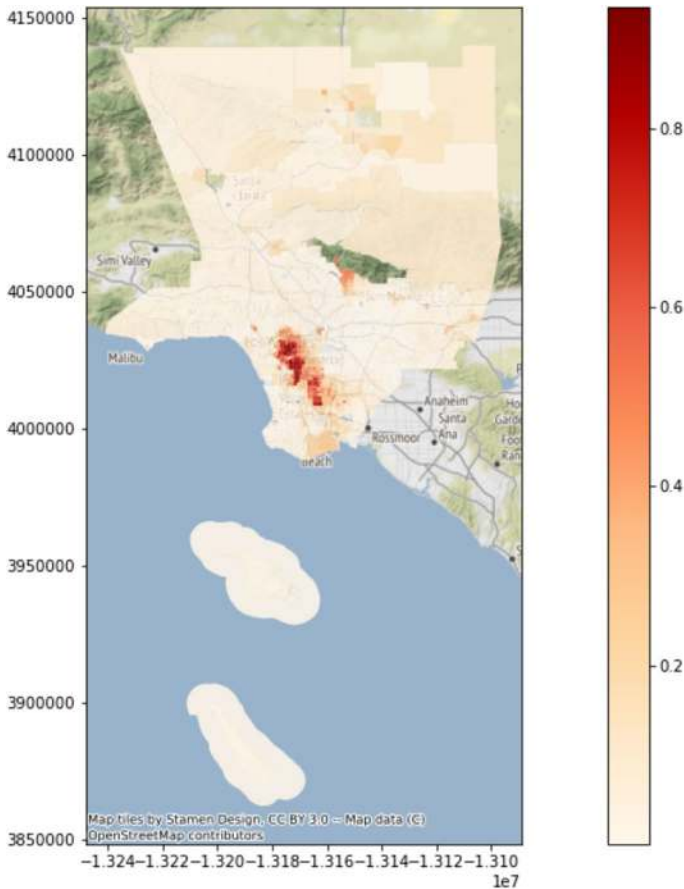 4150000
4100000
4050000
4000000
3950000
3900000
3850000
Simi Valley
Malibu
Anaheim
Santa
Ana
Rossmoor
Beach
Map tiles by Stamen Design, CC BY 3.0 -- Map data (C)
OpenStreetMap contributors
−1.324 −1.322 −1.320 −1.318 −1.316 −1.314 −1.312 −1.310
1e7
0.8
0.6
0.4
0.2